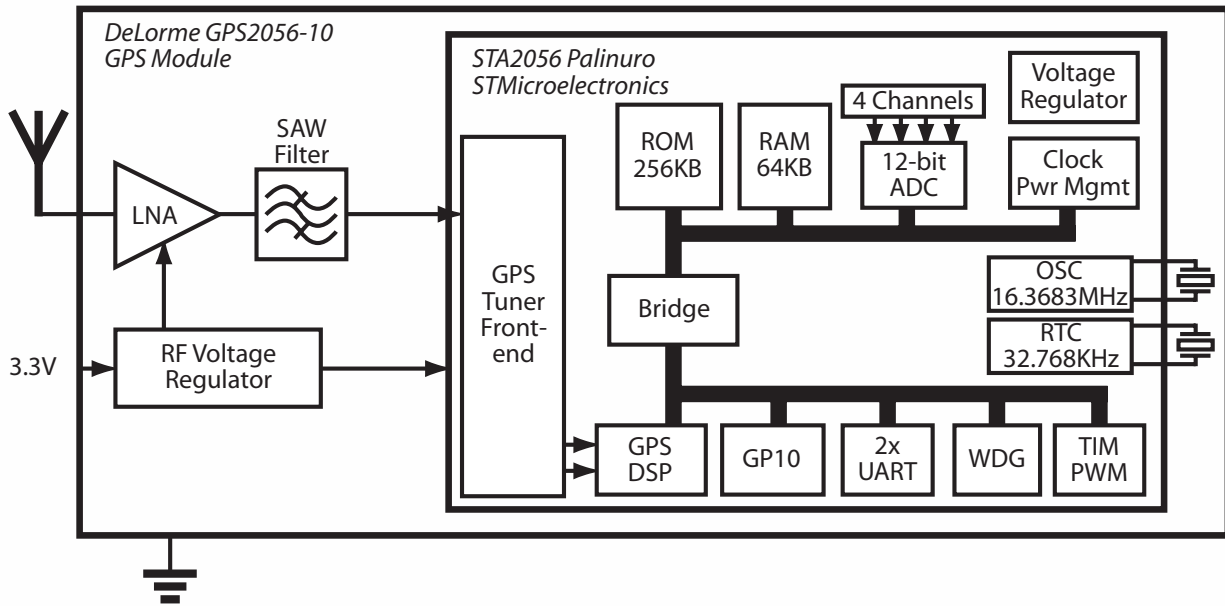 DeLorme GPS2056-10
GPS Module
STA2056 Palinuro
STMicroelectronics
SAW
Filter
LNA
3.3V
RF Voltage
Regulator
GPS
Tuner
Front-
end
ROM
256KB
RAM
64KB
4 Channels
12-bit
ADC
Voltage
Regulator
Clock
Pwr Mgmt
Bridge
OSC
16.3683MHz
RTC
32.768KHz
GPS
DSP
GP10
2x
UART
WDG
TIM
PWM